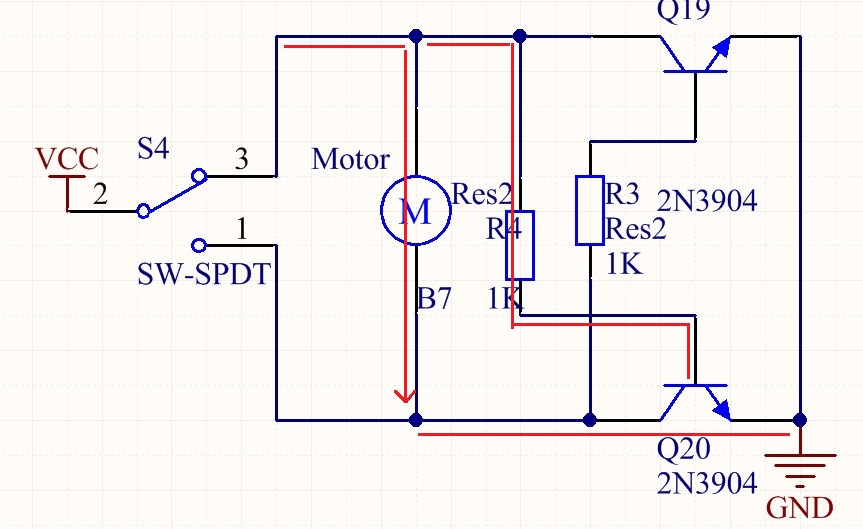 Q19
VCC
S4
3
2
Motor
M
Res2
R4
R3
2N3904
Res2
1
SW-SPDT
1K
B7
1K
Q20
2N3904
GND